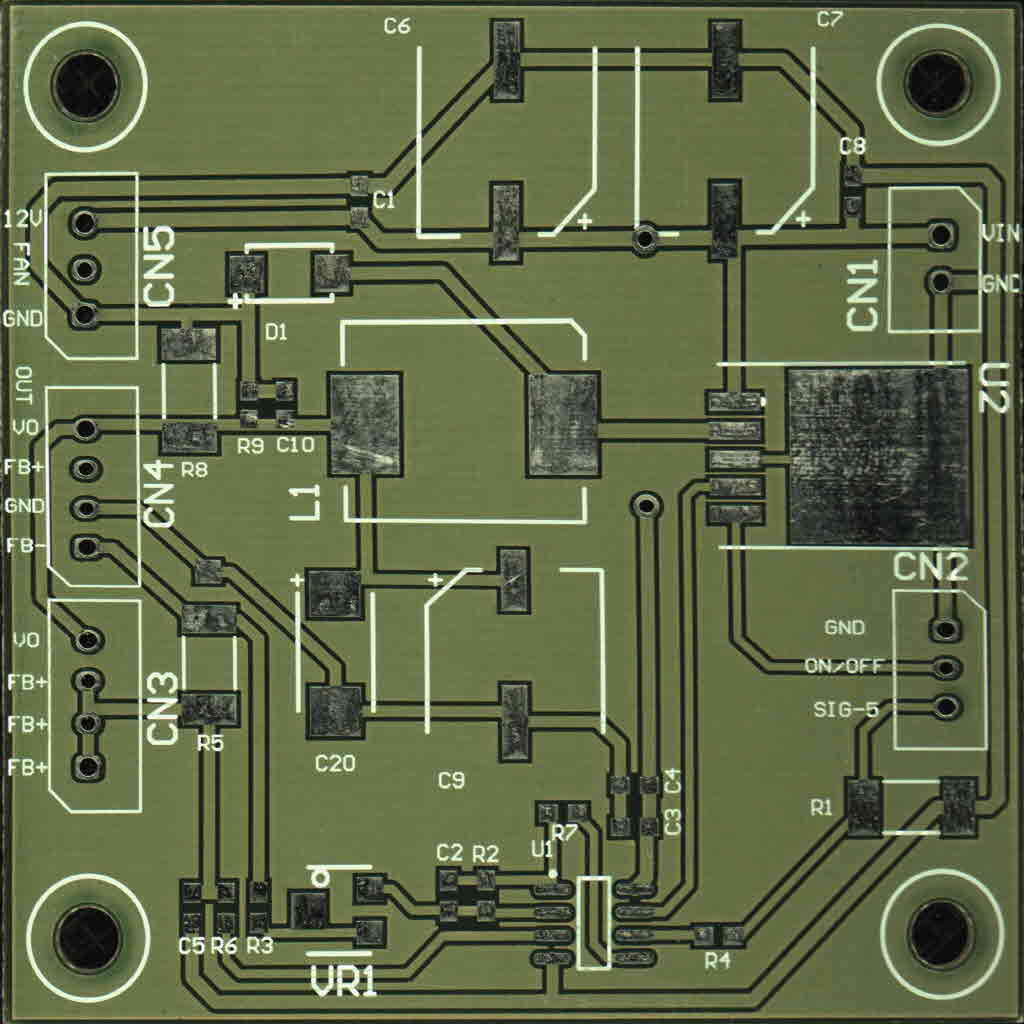 C6
C7
C8
C1
12V
FAN
CN5
GND
VIN
CN1
GND
D1
U2
OUT
VO
R9
C10
FB+
R8
CN4
GND
L1
FB-
CN2
GND
VO
ON/OFF
FB+
CN3
SIG-5
FB+
R5
FB+
C20
C9
C4
R1
C3
R7
U1
C2
R2
C5
R6
R3
R4
VR1